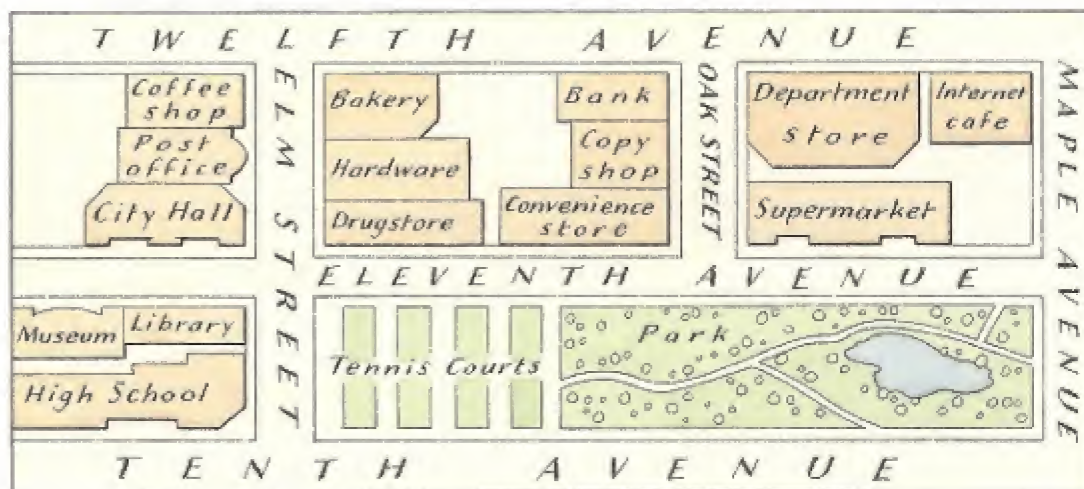 TWELFTH AVENUE
Coffee
shop
Post
office
City Hall
ELM STREET
Bakery
Hardware
Drugstore
Bank
Copy
shop
Convenience
store
OAK STREET
Department
store
Internet
cafe
Supermarket
MAPLE AVENUE
ELEVENTH AVENUE
Museum
Library
High School
Tennis Courts
Park
TENTH AVENUE